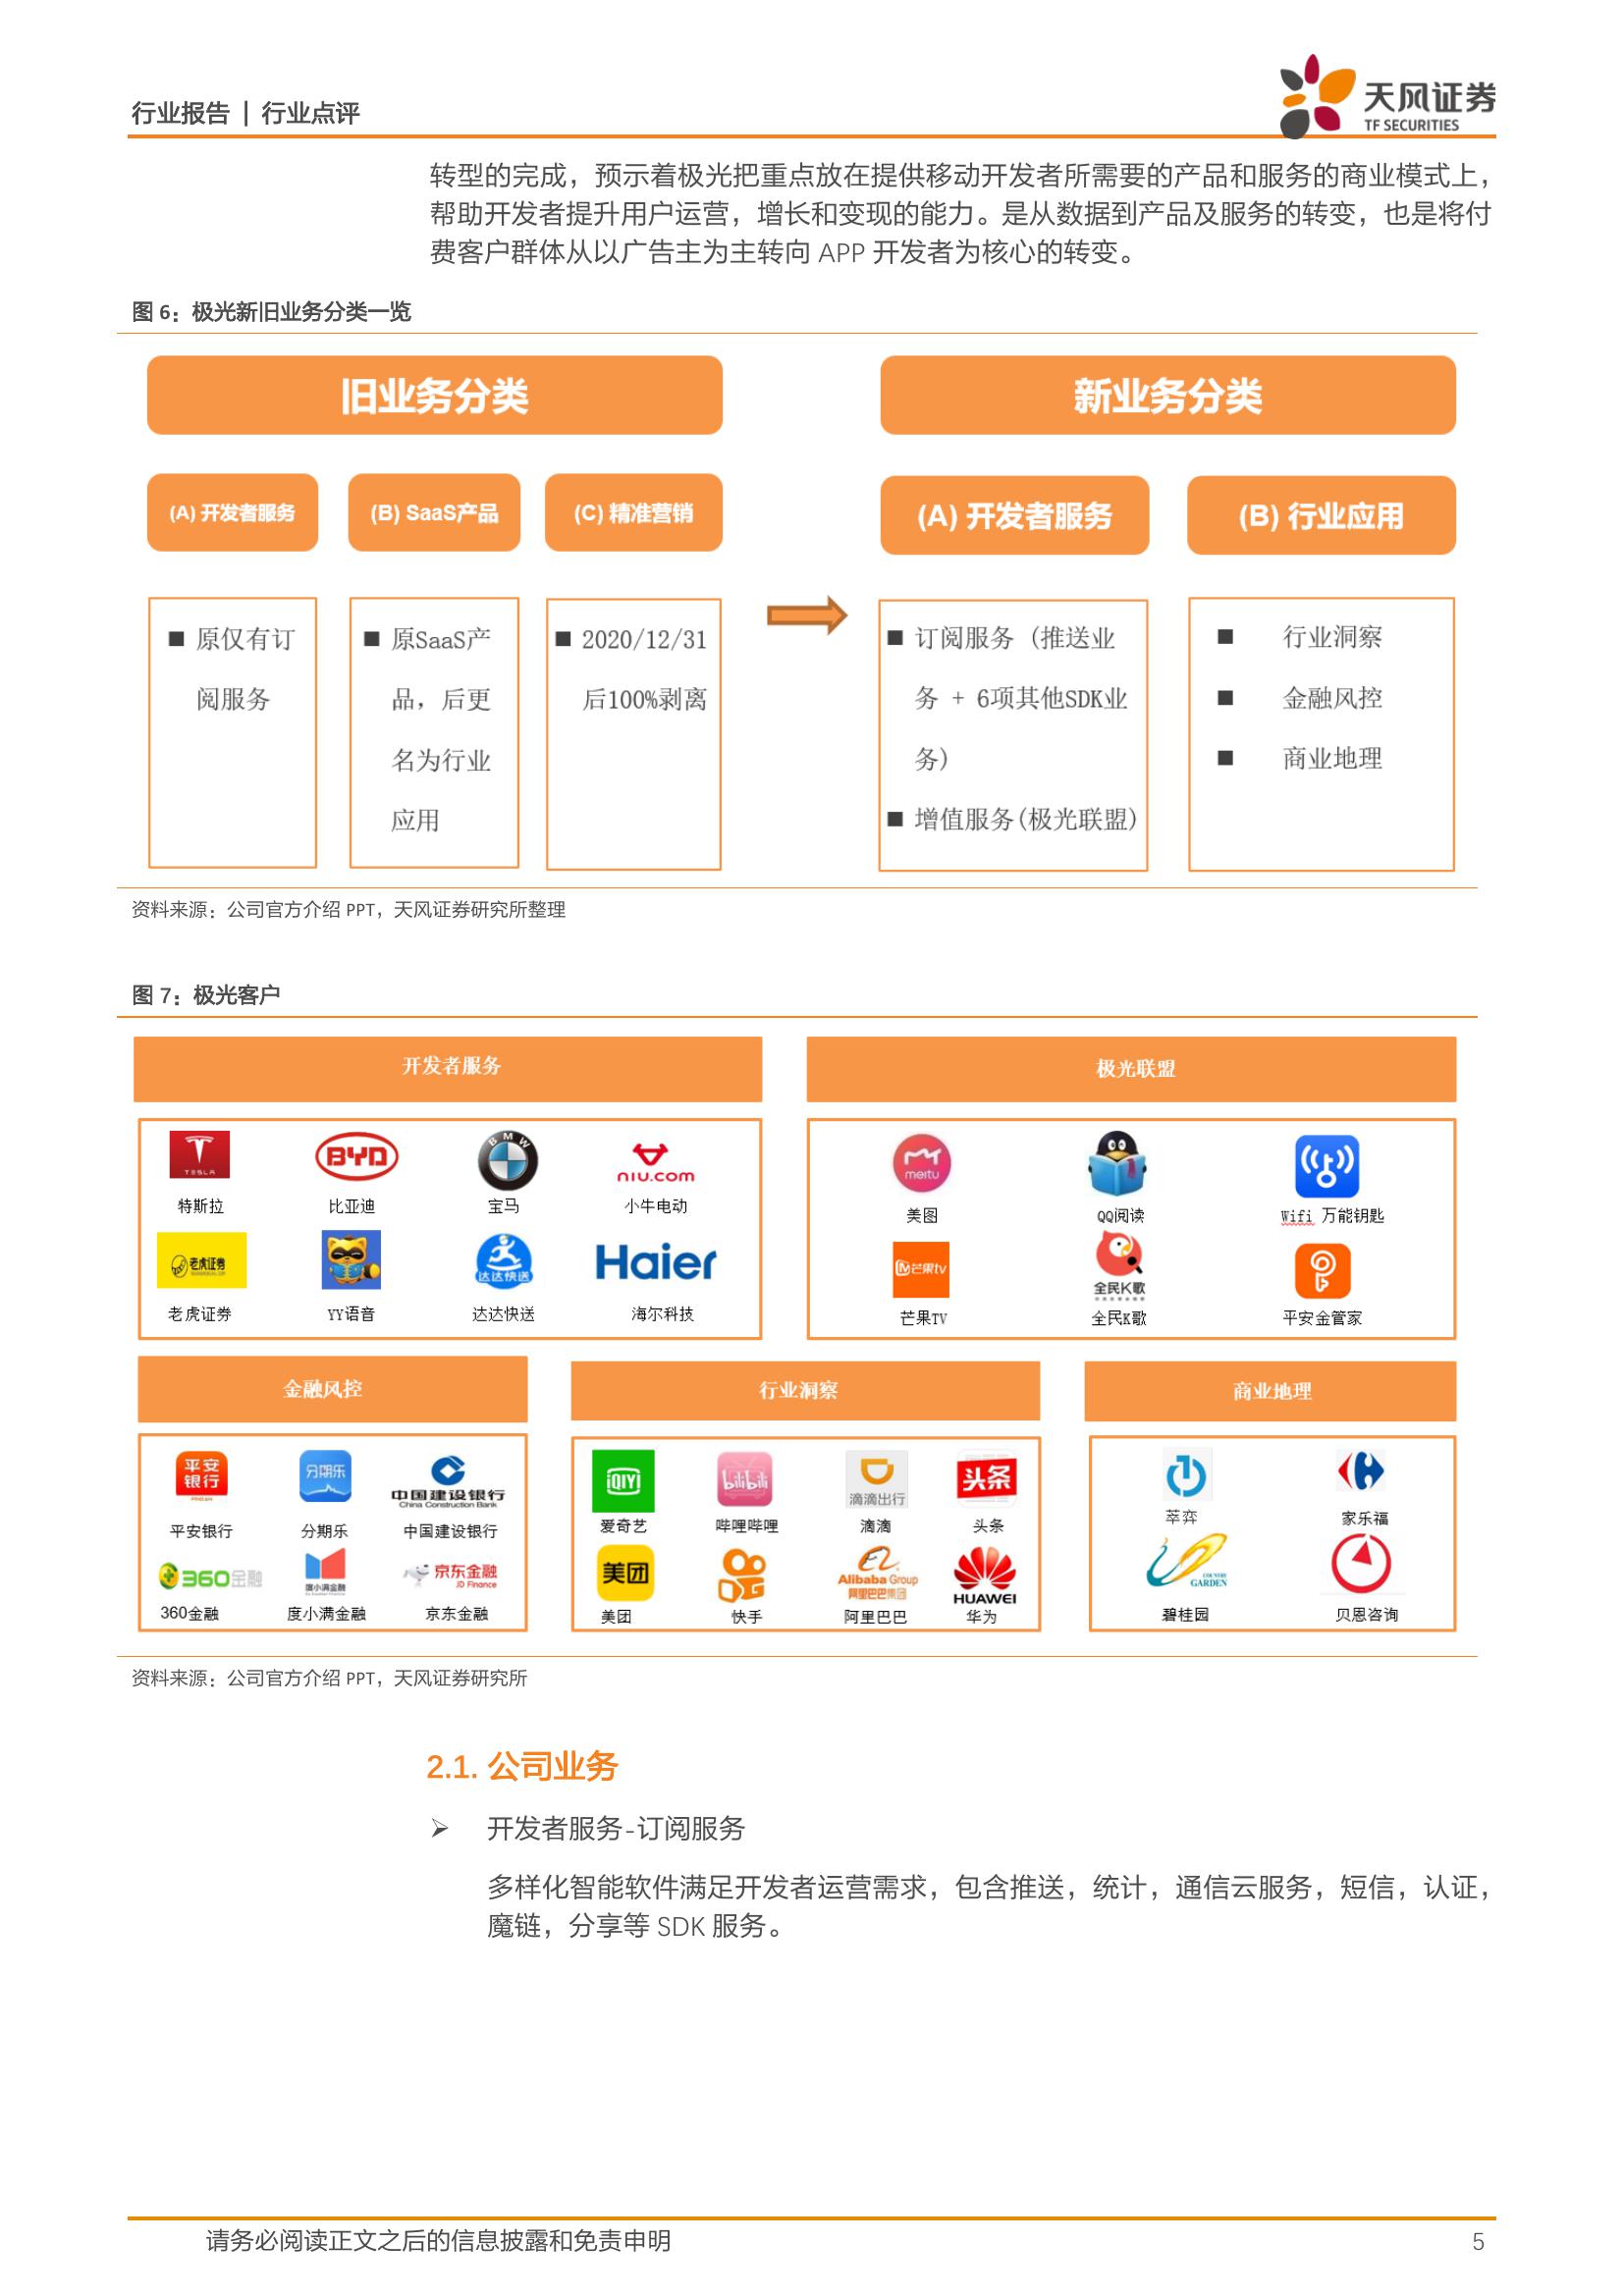 行业报告 | 行业点评
天风证券
TF SECURITIES
转型的完成，预示着极光把重点放在提供移动开发者所需要的产品和服务的商业模式上，
帮助开发者提升用户运营，增长和变现的能力。是从数据到产品及服务的转变，也是将付
费客户群体从以广告主为主转向 APP 开发者为核心的转变。
图 6：极光新旧业务分类一览
旧业务分类
新业务分类
(A) 开发者服务
(B) SaaS产品
(C) 精准营销
(A) 开发者服务
(B) 行业应用
■ 原仅有订
阅服务
■ 原SaaS产
品，后更
名为行业
应用
■ 2020/12/31
后100%剥离
■ 订阅服务（推送业
务 + 6项其他SDK业
务）
■ 增值服务(极光联盟)
■ 行业洞察
■ 金融风控
■ 商业地理
资料来源：公司官方介绍 PPT，天风证券研究所整理
图 7：极光客户
开发者服务
TESLA
BYD
BMW
NIU.COM
特斯拉
比亚迪
宝马
小牛电动
老虎证券
达达快送
Haier
老虎证券
YY语音
达达快送
海尔科技
极光联盟
meitu
美图
QQ阅读
Wifi 万能钥匙
芒果tv
全民K歌
芒果TV
全民K歌
平安金管家
金融风控
平安
银行
分期乐
中国建设银行
China Construction Bank
平安银行
分期乐
中国建设银行
360金融
度小满金融
京东金融
JD Finance
360金融
度小满金融
京东金融
行业洞察
iQIYI
bilibili
滴滴出行
头条
爱奇艺
哔哩哔哩
滴滴
头条
美团
Alibaba Group
阿里巴巴集团
HUAWEI
美团
快手
阿里巴巴
华为
商业地理
萃弈
家乐福
COUNTRY
GARDEN
碧桂园
贝恩咨询
资料来源：公司官方介绍 PPT，天风证券研究所
2.1. 公司业务
➢ 开发者服务-订阅服务
多样化智能软件满足开发者运营需求，包含推送，统计，通信云服务，短信，认证，
魔链，分享等 SDK 服务。
请务必阅读正文之后的信息披露和免责申明
5